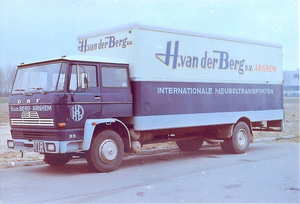 H. van der Berg B.V.
H. van der Berg B.V. ARNHEM
INTERNATIONALE MEUBELTRANSPORTEN
DAF
H.v.d. BERG ARNHEM